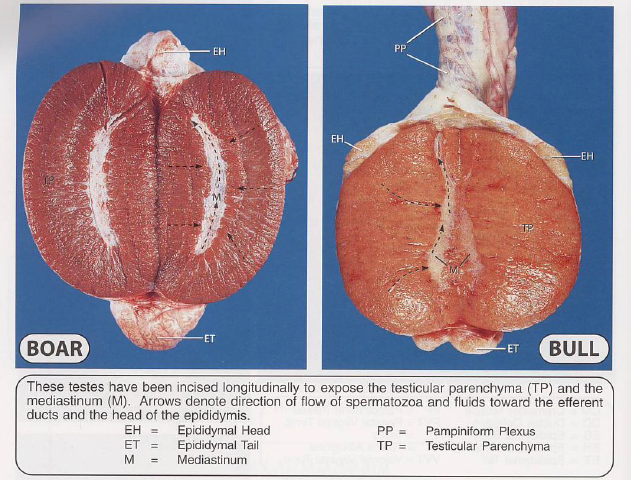 EH
TP
M
ET
BOAR
PP
EH
EH
TP
M
ET
BULL
These testes have been incised longitudinally to expose the testicular parenchyma (TP) and the
mediastinum (M). Arrows denote direction of flow of spermatozoa and fluids toward the efferent
ducts and the head of the epididymis.
EH = Epididymal Head
ET = Epididymal Tail
M = Mediastinum
PP = Pampiniform Plexus
TP = Testicular Parenchyma